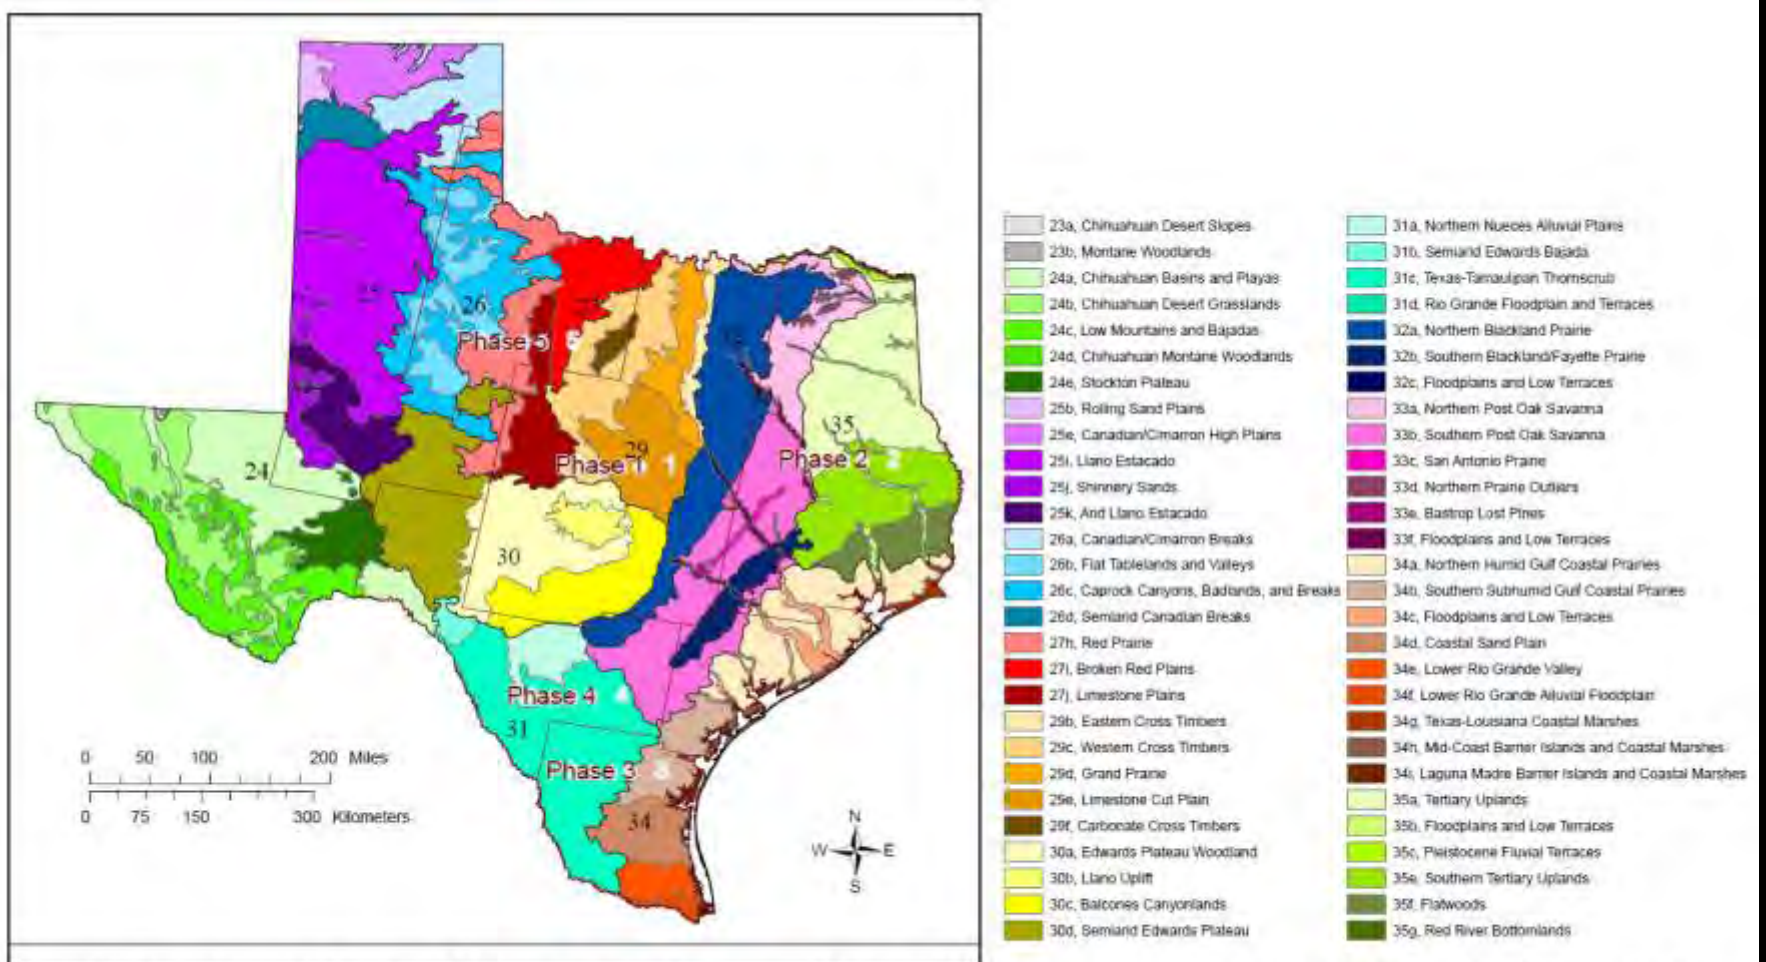 25
26
Phase 5
6
32
29
Phase 1
1
35
Phase 2
2
24
30
Phase 4
4
31
Phase 3
3
34
0 50 100 200 Miles
0 75 150 300 Kilometers
N
W E
S
23a, Chihuahuan Desert Slopes
23b, Montane Woodlands
24a, Chihuahuan Basins and Playas
24b, Chihuahuan Desert Grasslands
24c, Low Mountains and Bajadas
24d, Chihuahuan Montane Woodlands
24e, Stockton Plateau
25b, Rolling Sand Plains
25e, Canadian/Cimarron High Plains
25i, Llano Estacado
25j, Shinnery Sands
25k, Arid Llano Estacado
26a, Canadian/Cimarron Breaks
26b, Flat Tablelands and Valleys
26c, Caprock Canyons, Badlands, and Breaks
26d, Semiarid Canadian Breaks
27h, Red Prairie
27i, Broken Red Plains
27j, Limestone Plains
29b, Eastern Cross Timbers
29c, Western Cross Timbers
29d, Grand Prairie
29e, Limestone Cut Plain
29f, Carbonate Cross Timbers
30a, Edwards Plateau Woodland
30b, Llano Uplift
30c, Balcones Canyonlands
30d, Semiarid Edwards Plateau
31a, Northern Nueces Alluvial Plains
31b, Semiarid Edwards Bajada
31c, Texas-Tamaulipan Thornscrub
31d, Rio Grande Floodplain and Terraces
32a, Northern Blackland Prairie
32b, Southern Blackland/Fayette Prairie
32c, Floodplains and Low Terraces
33a, Northern Post Oak Savanna
33b, Southern Post Oak Savanna
33c, San Antonio Prairie
33d, Northern Prairie Outliers
33e, Bastrop Lost Pines
33f, Floodplains and Low Terraces
34a, Northern Humid Gulf Coastal Prairies
34b, Southern Subhumid Gulf Coastal Prairies
34c, Floodplains and Low Terraces
34d, Coastal Sand Plain
34e, Lower Rio Grande Valley
34f, Lower Rio Grande Alluvial Floodplain
34g, Texas-Louisiana Coastal Marshes
34h, Mid-Coast Barrier Islands and Coastal Marshes
34i, Laguna Madre Barrier Islands and Coastal Marshes
35a, Tertiary Uplands
35b, Floodplains and Low Terraces
35c, Pleistocene Fluvial Terraces
35e, Southern Tertiary Uplands
35f, Flatwoods
35g, Red River Bottomlands